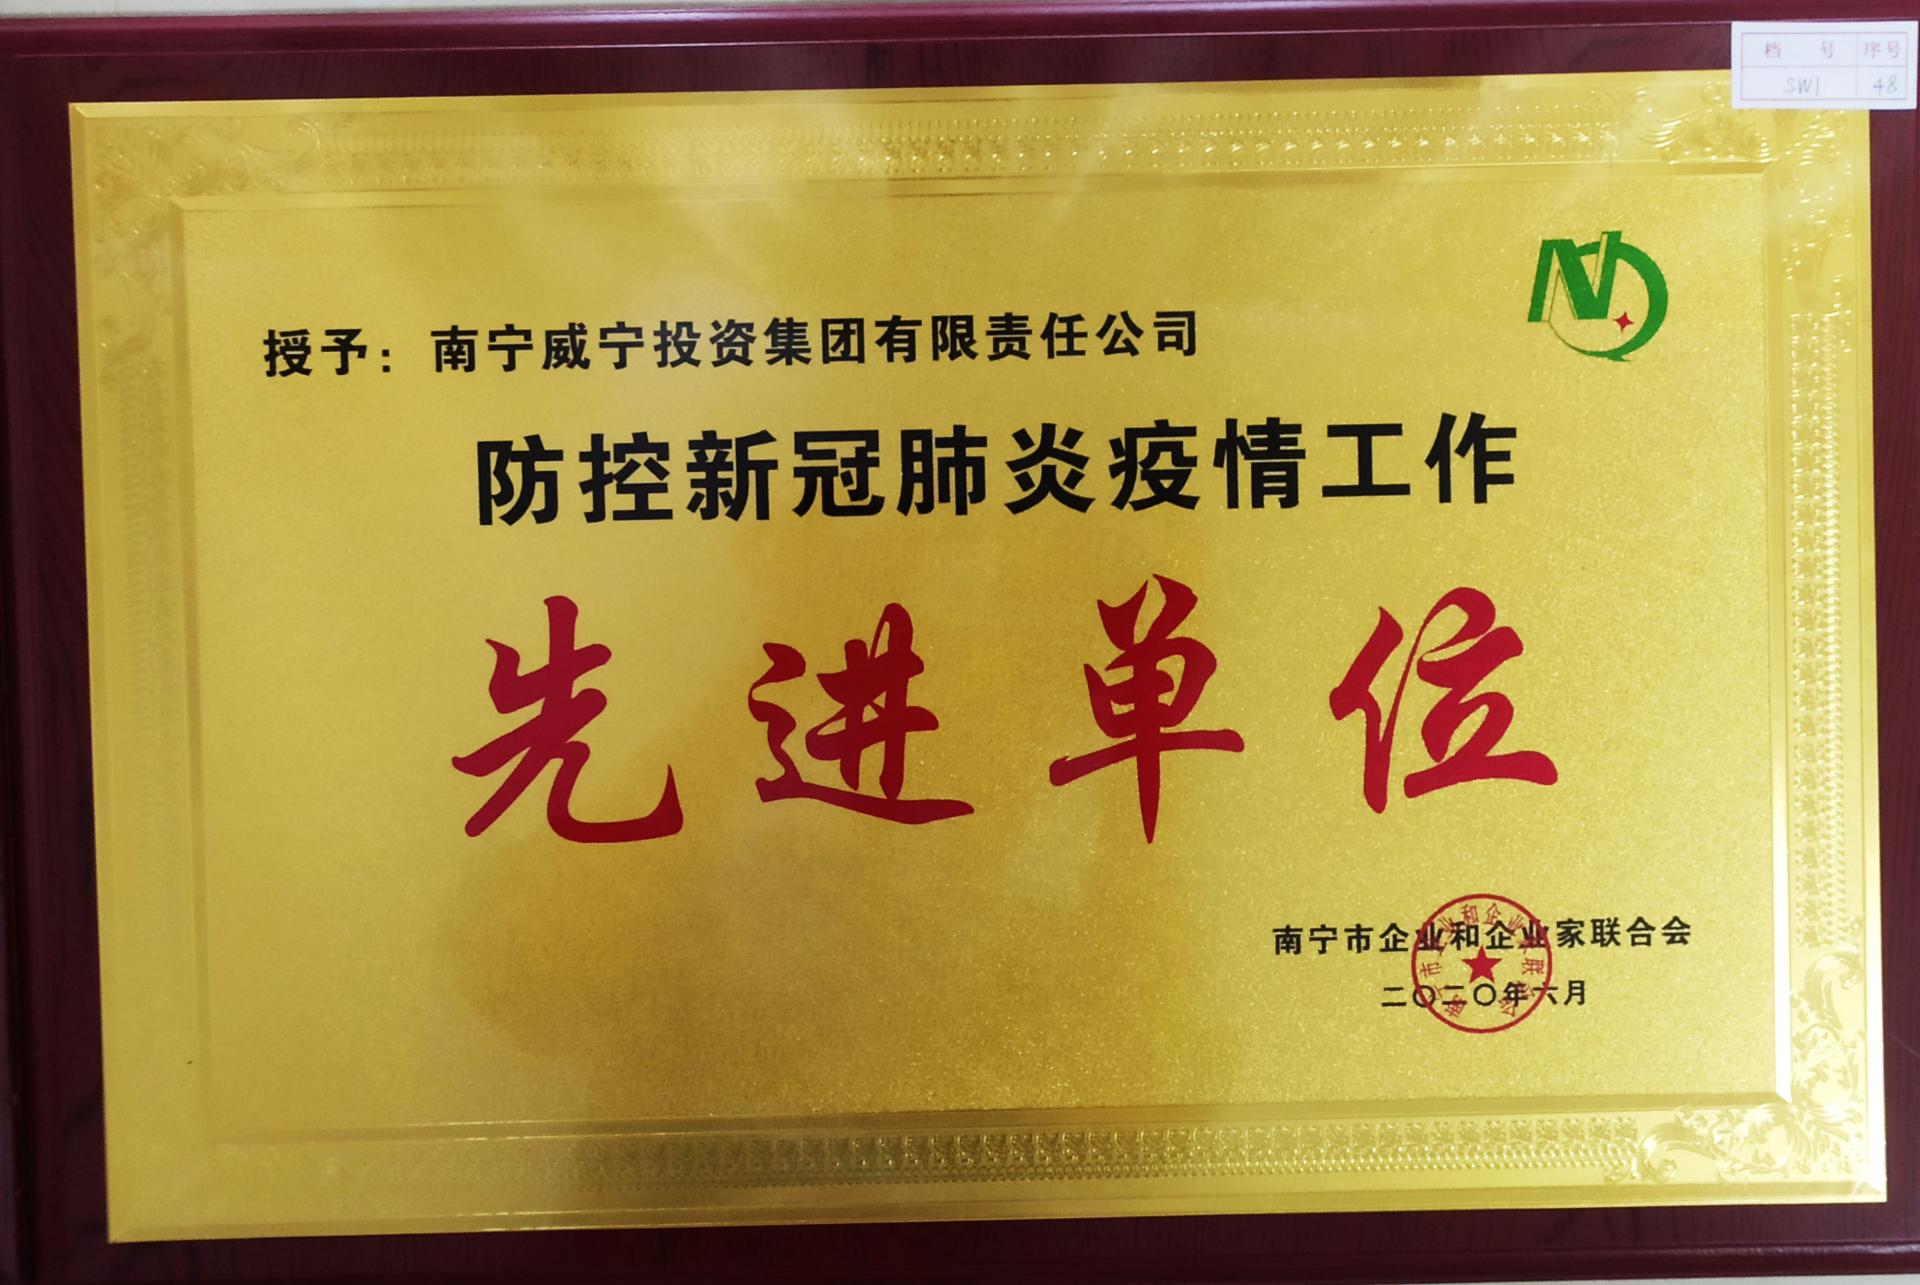 档 号 序号
SW1 48
授予：南宁威宁投资集团有限责任公司
防控新冠肺炎疫情工作
先进单位
南宁市企业和企业家联合会
二〇二〇年六月